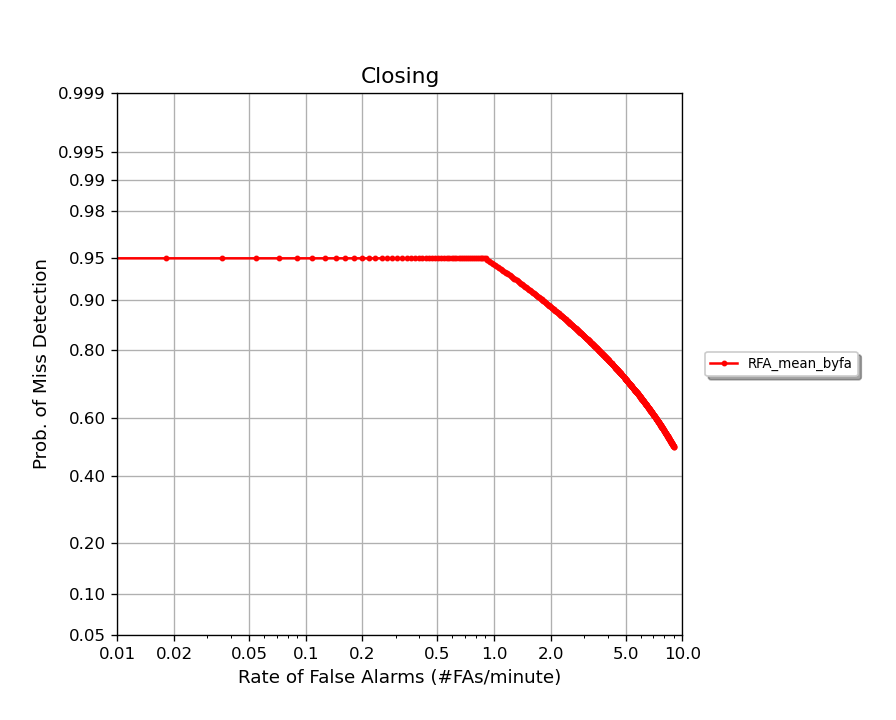 Closing
0.999
0.995
0.99
0.98
0.95
0.90
0.80
0.60
0.40
0.20
0.10
0.05
Prob. of Miss Detection
0.01 0.02 0.05 0.1 0.2 0.5 1.0 2.0 5.0 10.0
Rate of False Alarms (#FAs/minute)
RFA_mean_byfa